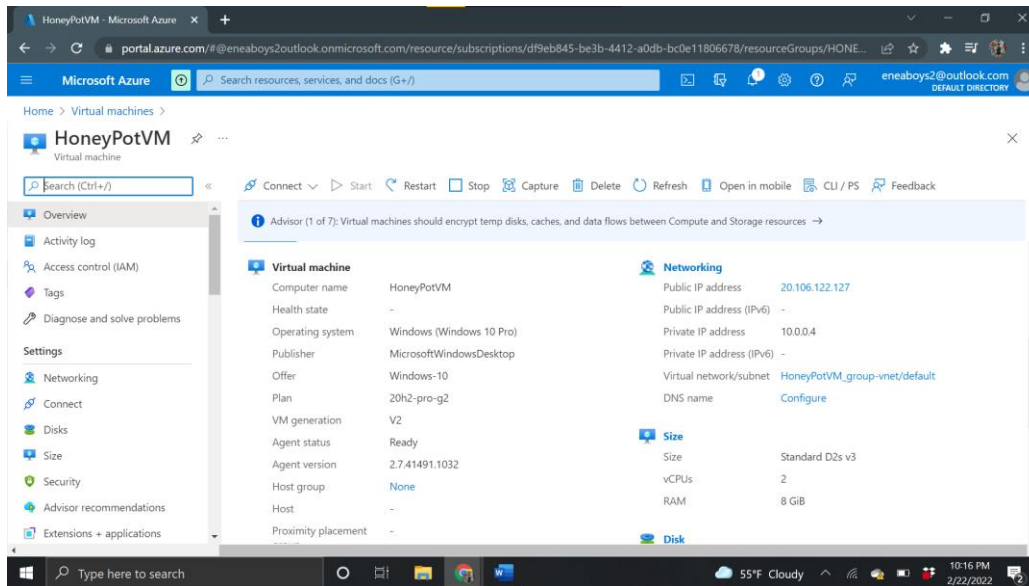 HoneyPotVM - Microsoft Azure
portal.azure.com/#@eneaboys2outlook.onmicrosoft.com/resource/subscriptions/df9eb845-be3b-4412-a0db-bc0e11806678/resourceGroups/HONE...
Microsoft Azure
Search resources, services, and docs (G+/)
1
eneaboys2@outlook.com
DEFAULT DIRECTORY
Home > Virtual machines >
HoneyPotVM ...
Virtual machine
Search (Ctrl+/)
«
Connect Start Restart Stop Capture Delete Refresh Open in mobile CLI / PS Feedback
Advisor (1 of 7): Virtual machines should encrypt temp disks, caches, and data flows between Compute and Storage resources →
Overview
Activity log
Access control (IAM)
Tags
Diagnose and solve problems
Settings
Networking
Connect
Disks
Size
Security
Advisor recommendations
Extensions + applications
Virtual machine
Computer name HoneyPotVM
Health state -
Operating system Windows (Windows 10 Pro)
Publisher MicrosoftWindowsDesktop
Offer Windows-10
Plan 20h2-pro-g2
VM generation V2
Agent status Ready
Agent version 2.7.41491.1032
Host group None
Host -
Proximity placement -
Networking
Public IP address 20.106.122.127
Public IP address (IPv6) -
Private IP address 10.0.0.4
Private IP address (IPv6) -
Virtual network/subnet HoneyPotVM_group-vnet/default
DNS name Configure
Size
Size Standard D2s v3
vCPUs 2
RAM 8 GiB
Disk
Type here to search
55°F Cloudy
10:16 PM
2/22/2022